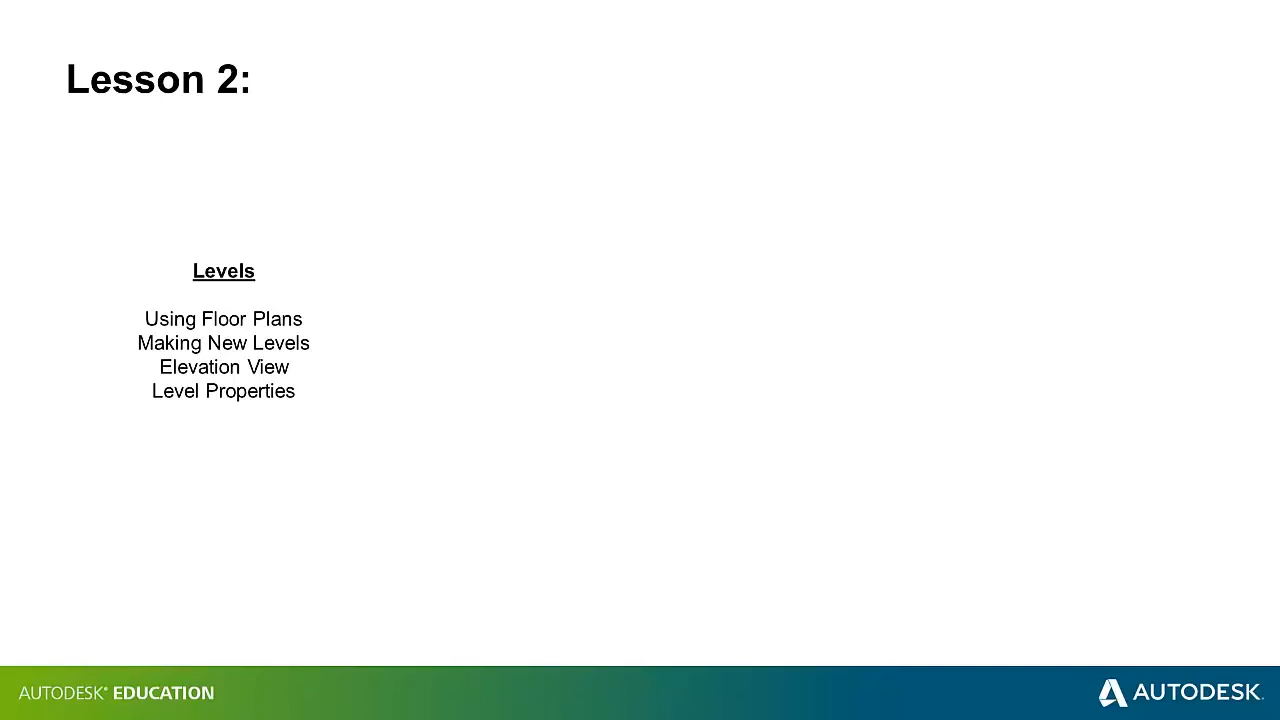 Lesson 2:
Levels
Using Floor Plans
Making New Levels
Elevation View
Level Properties
AUTODESK® EDUCATION
AUTODESK.